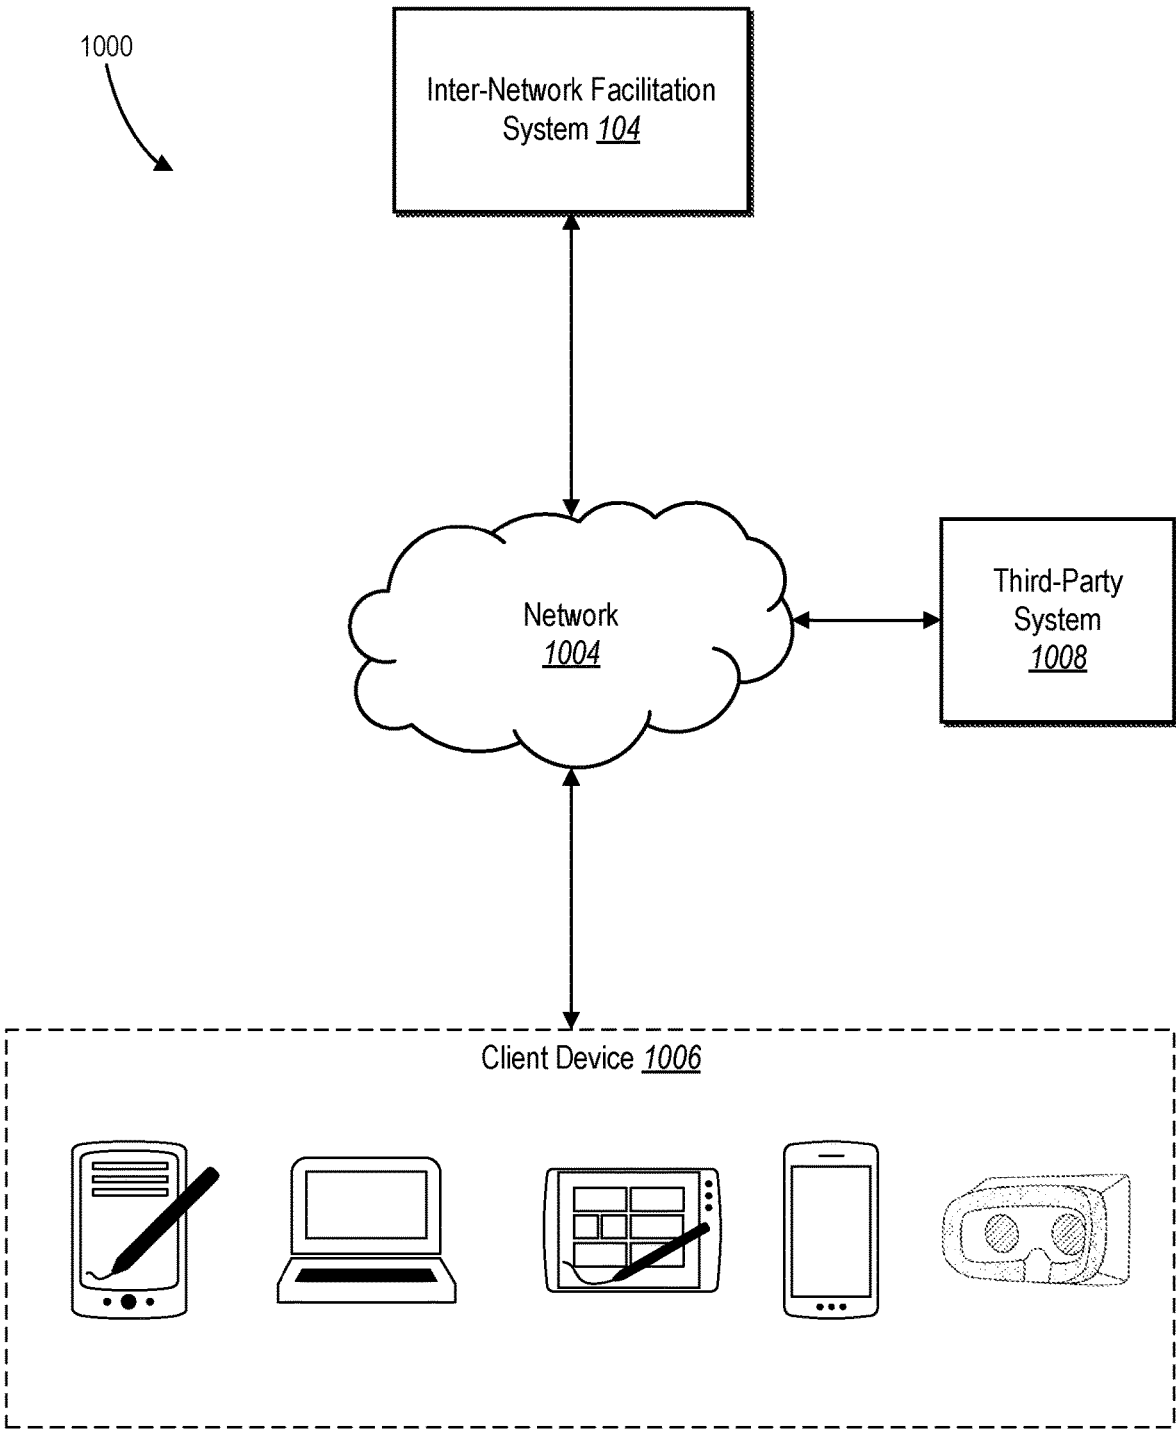 1000
Inter-Network Facilitation
System 104
Network
1004
Third-Party
System
1008
Client Device 1006